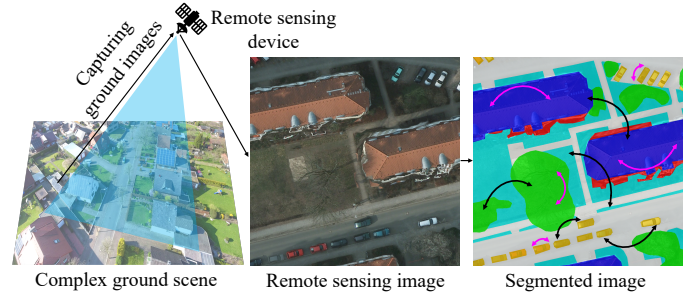 Capturing
ground images
Remote sensing
device
Complex ground scene
Remote sensing image
Segmented image